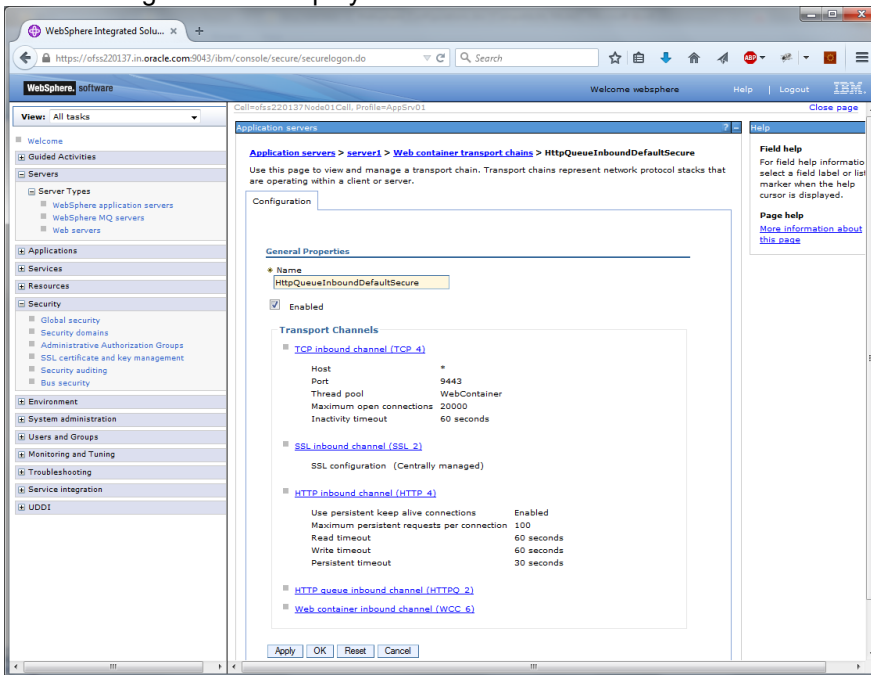 WebSphere Integrated Solu... × +
https://ofss220137.in.oracle.com:9043/ibm/console/secure/securelogon.do
Search
ABP
WebSphere. software
Welcome websphere
Help | Logout
IBM.
View: All tasks
Welcome
Guided Activities
Servers
Server Types
WebSphere application servers
WebSphere MQ servers
Web servers
Applications
Services
Resources
Security
Global security
Security domains
Administrative Authorization Groups
SSL certificate and key management
Security auditing
Bus security
Environment
System administration
Users and Groups
Monitoring and Tuning
Troubleshooting
Service integration
UDDI
Cell=ofss220137Node01Cell, Profile=AppSrv01
Close page
Application servers ? -
Application servers > server1 > Web container transport chains > HttpQueueInboundDefaultSecure
Use this page to view and manage a transport chain. Transport chains represent network protocol stacks that
are operating within a client or server.
Configuration
General Properties
* Name
HttpQueueInboundDefaultSecure
Enabled
Transport Channels
TCP inbound channel (TCP_4)
Host *
Port 9443
Thread pool WebContainer
Maximum open connections 20000
Inactivity timeout 60 seconds
SSL inbound channel (SSL_2)
SSL configuration (Centrally managed)
HTTP inbound channel (HTTP_4)
Use persistent keep alive connections Enabled
Maximum persistent requests per connection 100
Read timeout 60 seconds
Write timeout 60 seconds
Persistent timeout 30 seconds
HTTP queue inbound channel (HTTPQ_2)
Web container inbound channel (WCC_6)
Apply OK Reset Cancel
Help
Field help
For field help informatio
select a field label or list
marker when the help
cursor is displayed.
Page help
More information about
this page